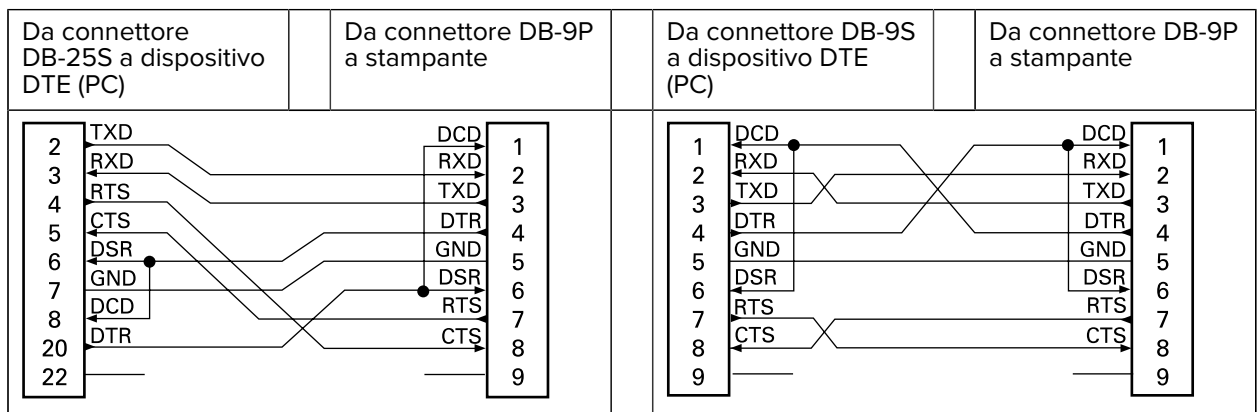 Da connettore
DB-25S a dispositivo
DTE (PC)
Da connettore DB-9P
a stampante
Da connettore DB-9S
a dispositivo DTE
(PC)
Da connettore DB-9P
a stampante
2 TXD
3 RXD
4 RTS
5 CTS
6 DSR
7 GND
8 DCD
20 DTR
22
DCD 1
RXD 2
TXD 3
DTR 4
GND 5
DSR 6
RTS 7
CTS 8
9
1 DCD
2 RXD
3 TXD
4 DTR
5 GND
6 DSR
7 RTS
8 CTS
9
DCD 1
RXD 2
TXD 3
DTR 4
GND 5
DSR 6
RTS 7
CTS 8
9